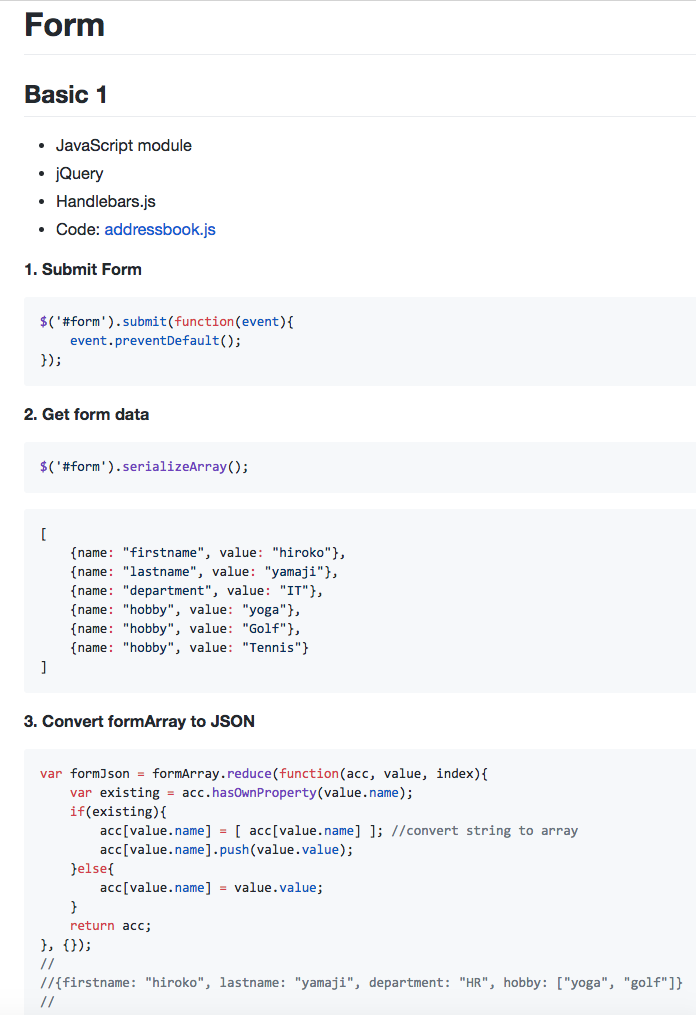 Form
Basic 1
• JavaScript module
• jQuery
• Handlebars.js
• Code: addressbook.js
1. Submit Form
$('#form').submit(function(event){
    event.preventDefault();
});
2. Get form data
$('#form').serializeArray();
[
    {name: "firstname", value: "hiroko"},
    {name: "lastname", value: "yamaji"},
    {name: "department", value: "IT"},
    {name: "hobby", value: "yoga"},
    {name: "hobby", value: "Golf"},
    {name: "hobby", value: "Tennis"}
]
3. Convert formArray to JSON
var formJson = formArray.reduce(function(acc, value, index){
    var existing = acc.hasOwnProperty(value.name);
    if(existing){
        acc[value.name] = [ acc[value.name] ]; //convert string to array
        acc[value.name].push(value.value);
    }else{
        acc[value.name] = value.value;
    }
    return acc;
}, {});
//
//{firstname: "hiroko", lastname: "yamaji", department: "HR", hobby: ["yoga", "golf"]}
//